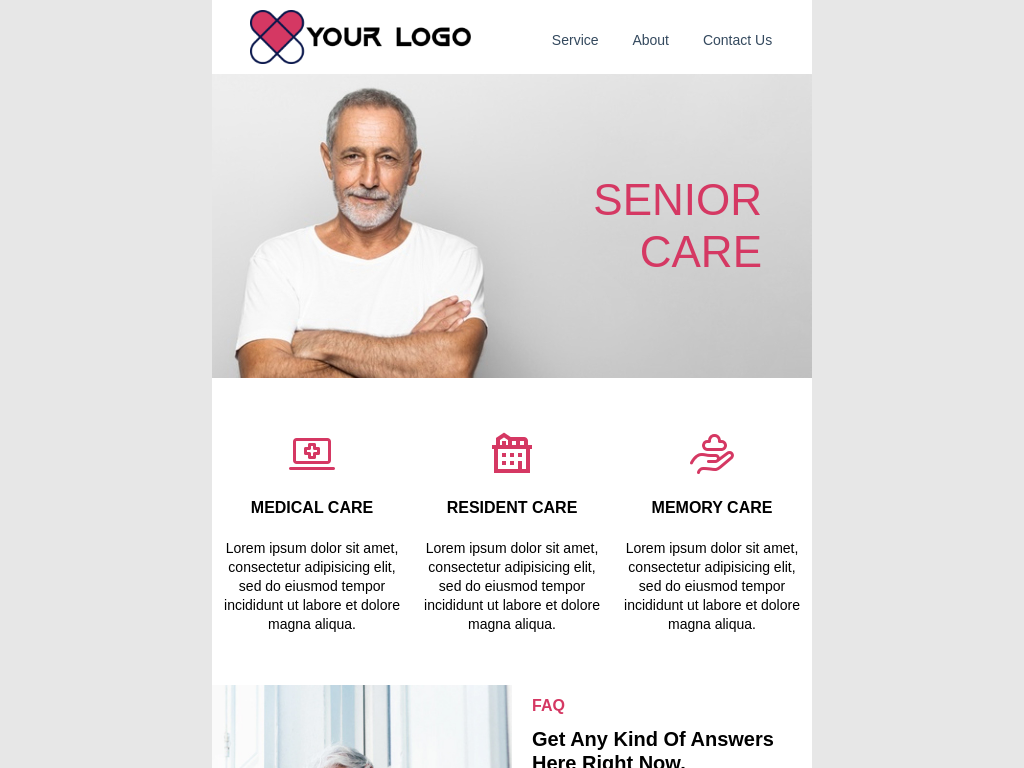 YOUR LOGO
Service About Contact Us
SENIOR
CARE
MEDICAL CARE
Lorem ipsum dolor sit amet,
consectetur adipisicing elit,
sed do eiusmod tempor
incididunt ut labore et dolore
magna aliqua.
RESIDENT CARE
Lorem ipsum dolor sit amet,
consectetur adipisicing elit,
sed do eiusmod tempor
incididunt ut labore et dolore
magna aliqua.
MEMORY CARE
Lorem ipsum dolor sit amet,
consectetur adipisicing elit,
sed do eiusmod tempor
incididunt ut labore et dolore
magna aliqua.
FAQ
Get Any Kind Of Answers
Here Right Now.